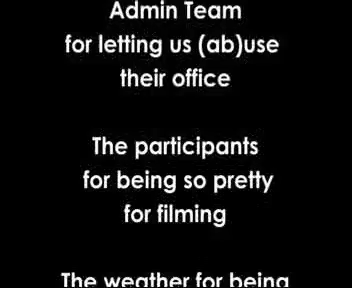 Admin Team
for letting us (ab)use
their office
The participants
for being so pretty
for filming
The weather for being